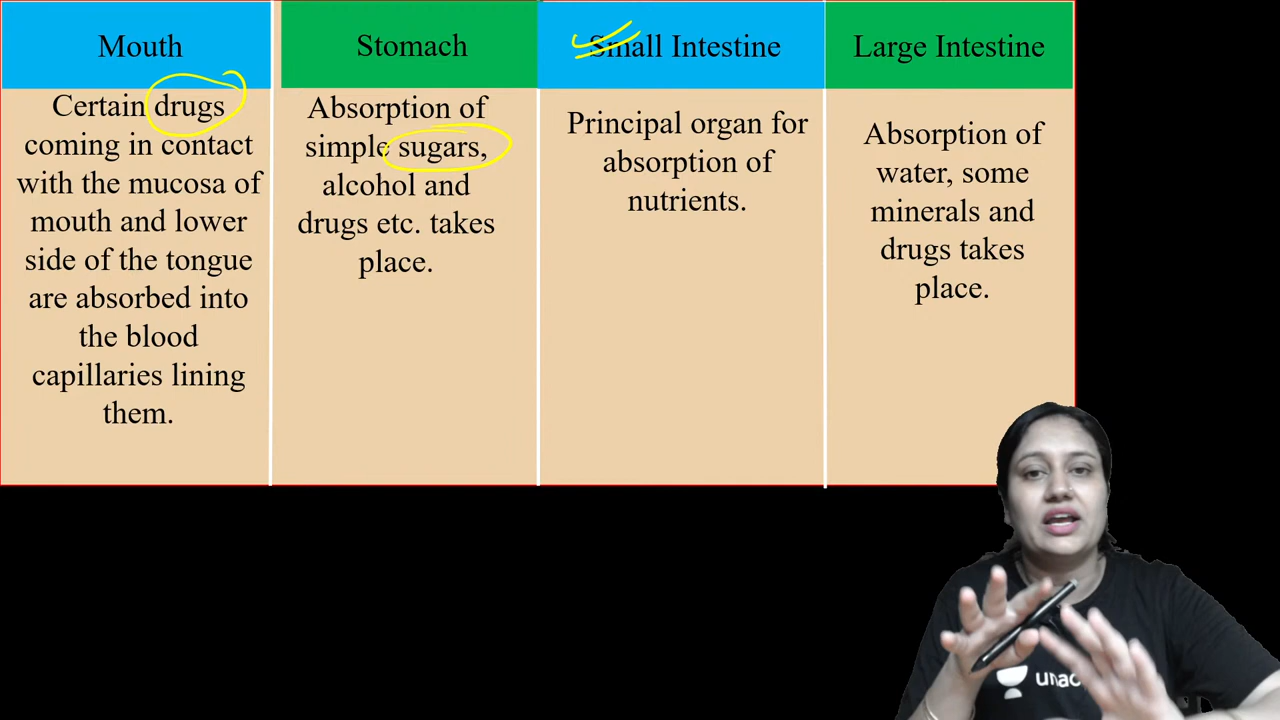 Mouth
Certain drugs
coming in contact
with the mucosa of
mouth and lower
side of the tongue
are absorbed into
the blood
capillaries lining
them.
Stomach
Absorption of
simple sugars,
alcohol and
drugs etc. takes
place.
Small Intestine
Principal organ for
absorption of
nutrients.
Large Intestine
Absorption of
water, some
minerals and
drugs takes
place.